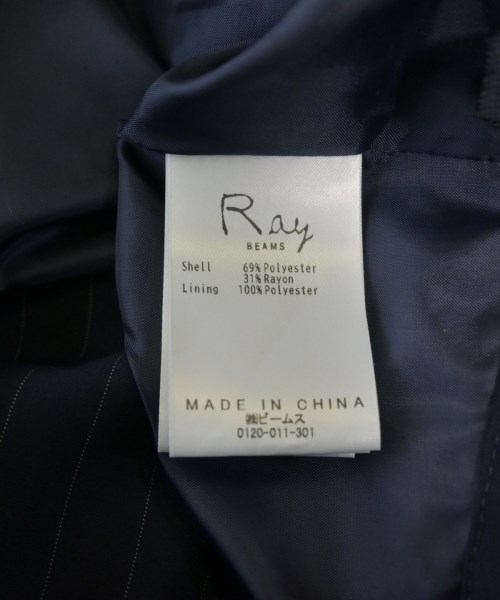 Ray
BEAMS
Shell 69% Polyester
31% Rayon
Lining 100% Polyester
MADE IN CHINA
㈱ビームス
0120-011-301